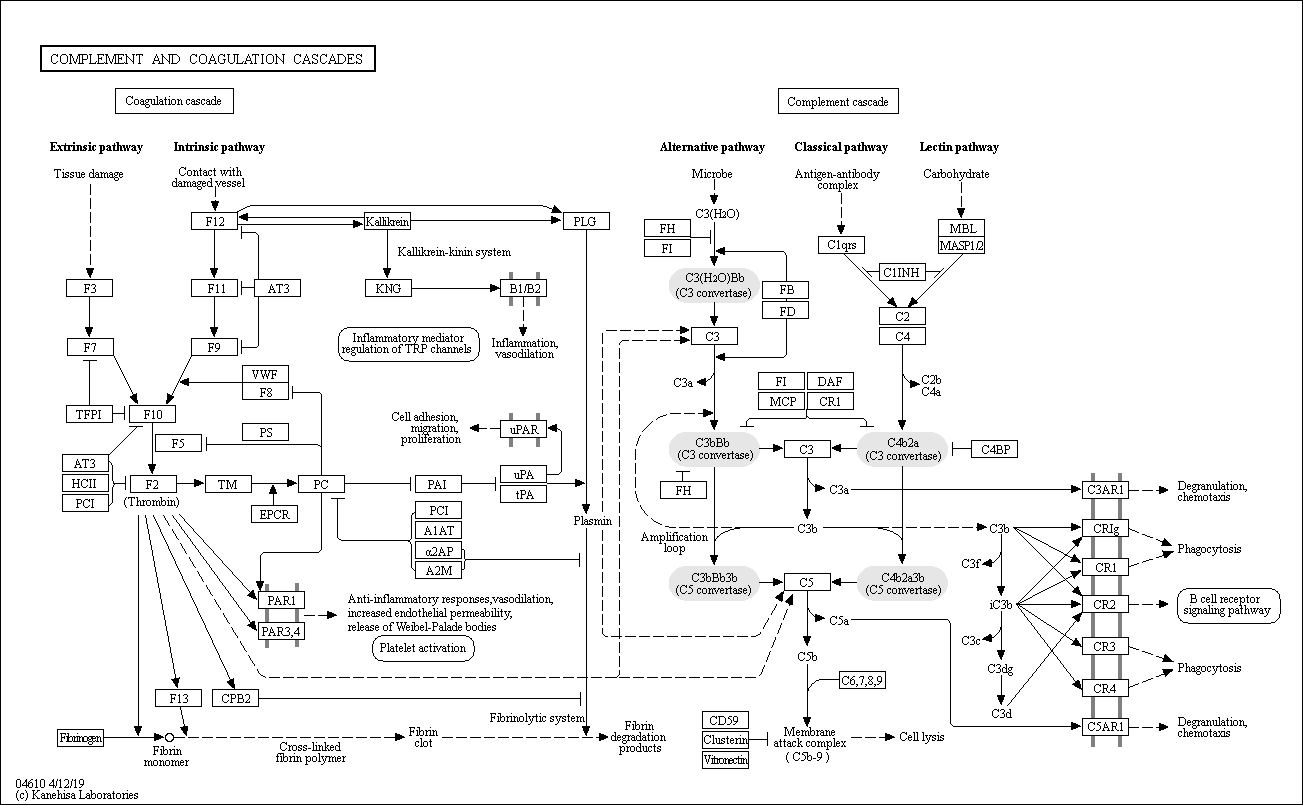 COMPLEMENT AND COAGULATION CASCADES
Coagulation cascade
Complement cascade
Extrinsic pathway
Intrinsic pathway
Alternative pathway
Classical pathway
Lectin pathway
Tissue damage
Contact with
damaged vessel
Microbe
Antigen-antibody
complex
Carbohydrate
F12
Kallikrein
PLG
C3(H2O)
FH
FI
C1qrs
MBL
MASP1/2
Kallikrein-kinin system
C1INH
F3
F11
AT3
KNG
B1/B2
C3(H2O)Bb
(C3 convertase)
FB
FD
C2
C4
F7
F9
Inflammatory mediator
regulation of TRP channels
Inflammation,
vasodilation
C3
VWF
F8
C3a
FI
DAF
MCP
CR1
C2b
C4a
TFPI
F10
Cell adhesion,
migration,
proliferation
uPAR
F5
PS
C3bBb
(C3 convertase)
C3
C4b2a
(C3 convertase)
C4BP
AT3
HCII
PCI
F2
(Thrombin)
TM
PC
PAI
uPA
tPA
FH
C3a
C3AR1
Degranulation,
chemotaxis
EPCR
PCI
A1AT
α2AP
A2M
Plasmin
Amplification
loop
C3b
C3b
CRIg
Phagocytosis
C3f
CR1
C3bBb3b
(C5 convertase)
C5
C4b2a3b
(C5 convertase)
PAR1
PAR3,4
Anti-inflammatory responses,vasodilation,
increased endothelial permeability,
release of Weibel-Palade bodies
Platelet activation
iC3b
CR2
B cell receptor
signaling pathway
C5a
C3c
CR3
C5b
C3dg
Phagocytosis
C6,7,8,9
CR4
F13
CPB2
C3d
Fibrinolytic system
CD59
Clusterin
Vitronectin
C5AR1
Degranulation,
chemotaxis
Fibrinogen
Fibrin
monomer
Cross-linked
fibrin polymer
Fibrin
clot
Fibrin
degradation
products
Membrane
attack complex
( C5b-9 )
Cell lysis
04610 4/12/19
(c) Kanehisa Laboratories